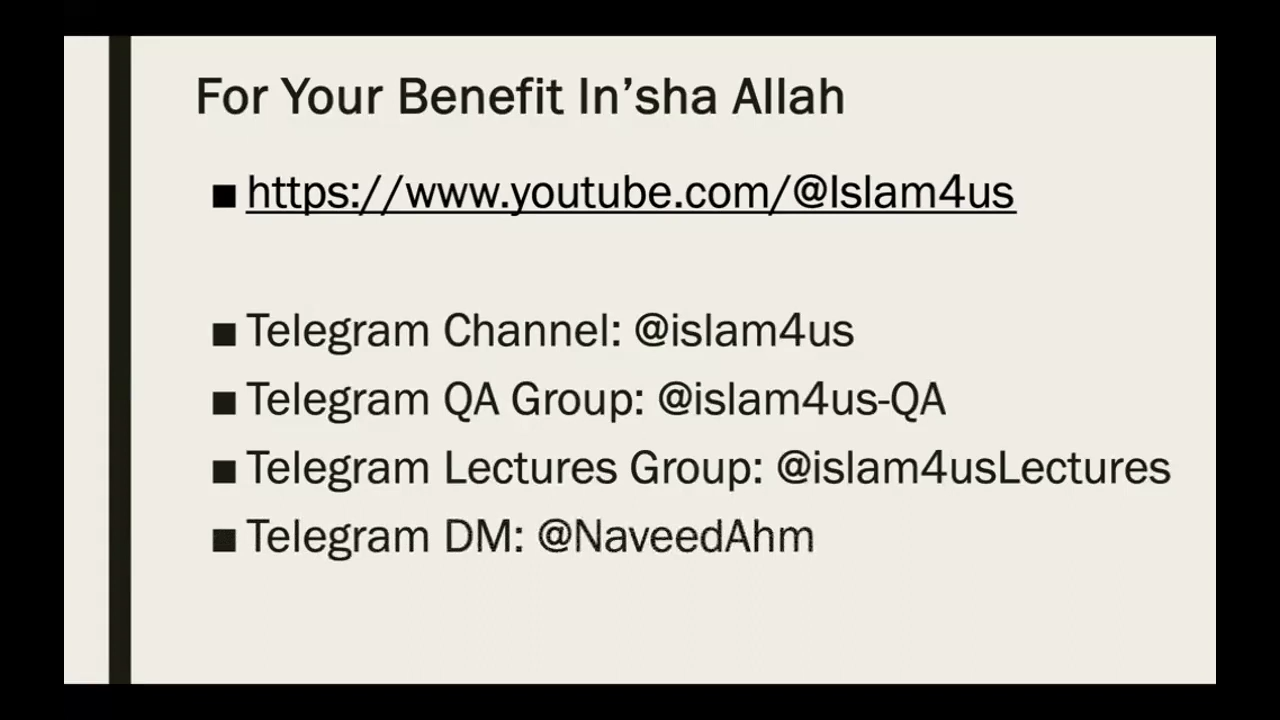 For Your Benefit In’sha Allah
■ https://www.youtube.com/@Islam4us
■ Telegram Channel: @islam4us
■ Telegram QA Group: @islam4us-QA
■ Telegram Lectures Group: @islam4usLectures
■ Telegram DM: @NaveedAhm